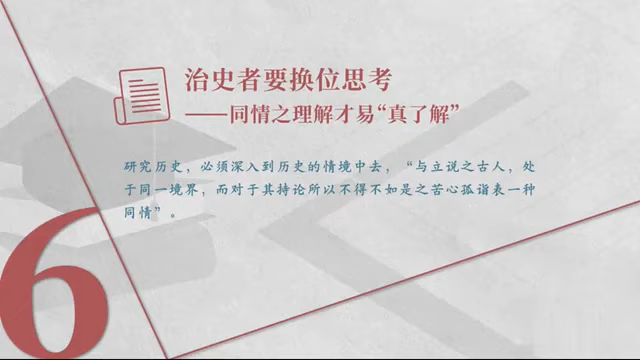 治史者要换位思考
——同情之理解才易“真了解”
研究历史，必须深入到历史的情境中去，“与立说之古人，处
于同一境界，而对于其持论所以不得不如是之苦心孤诣表一种
同情”。
6